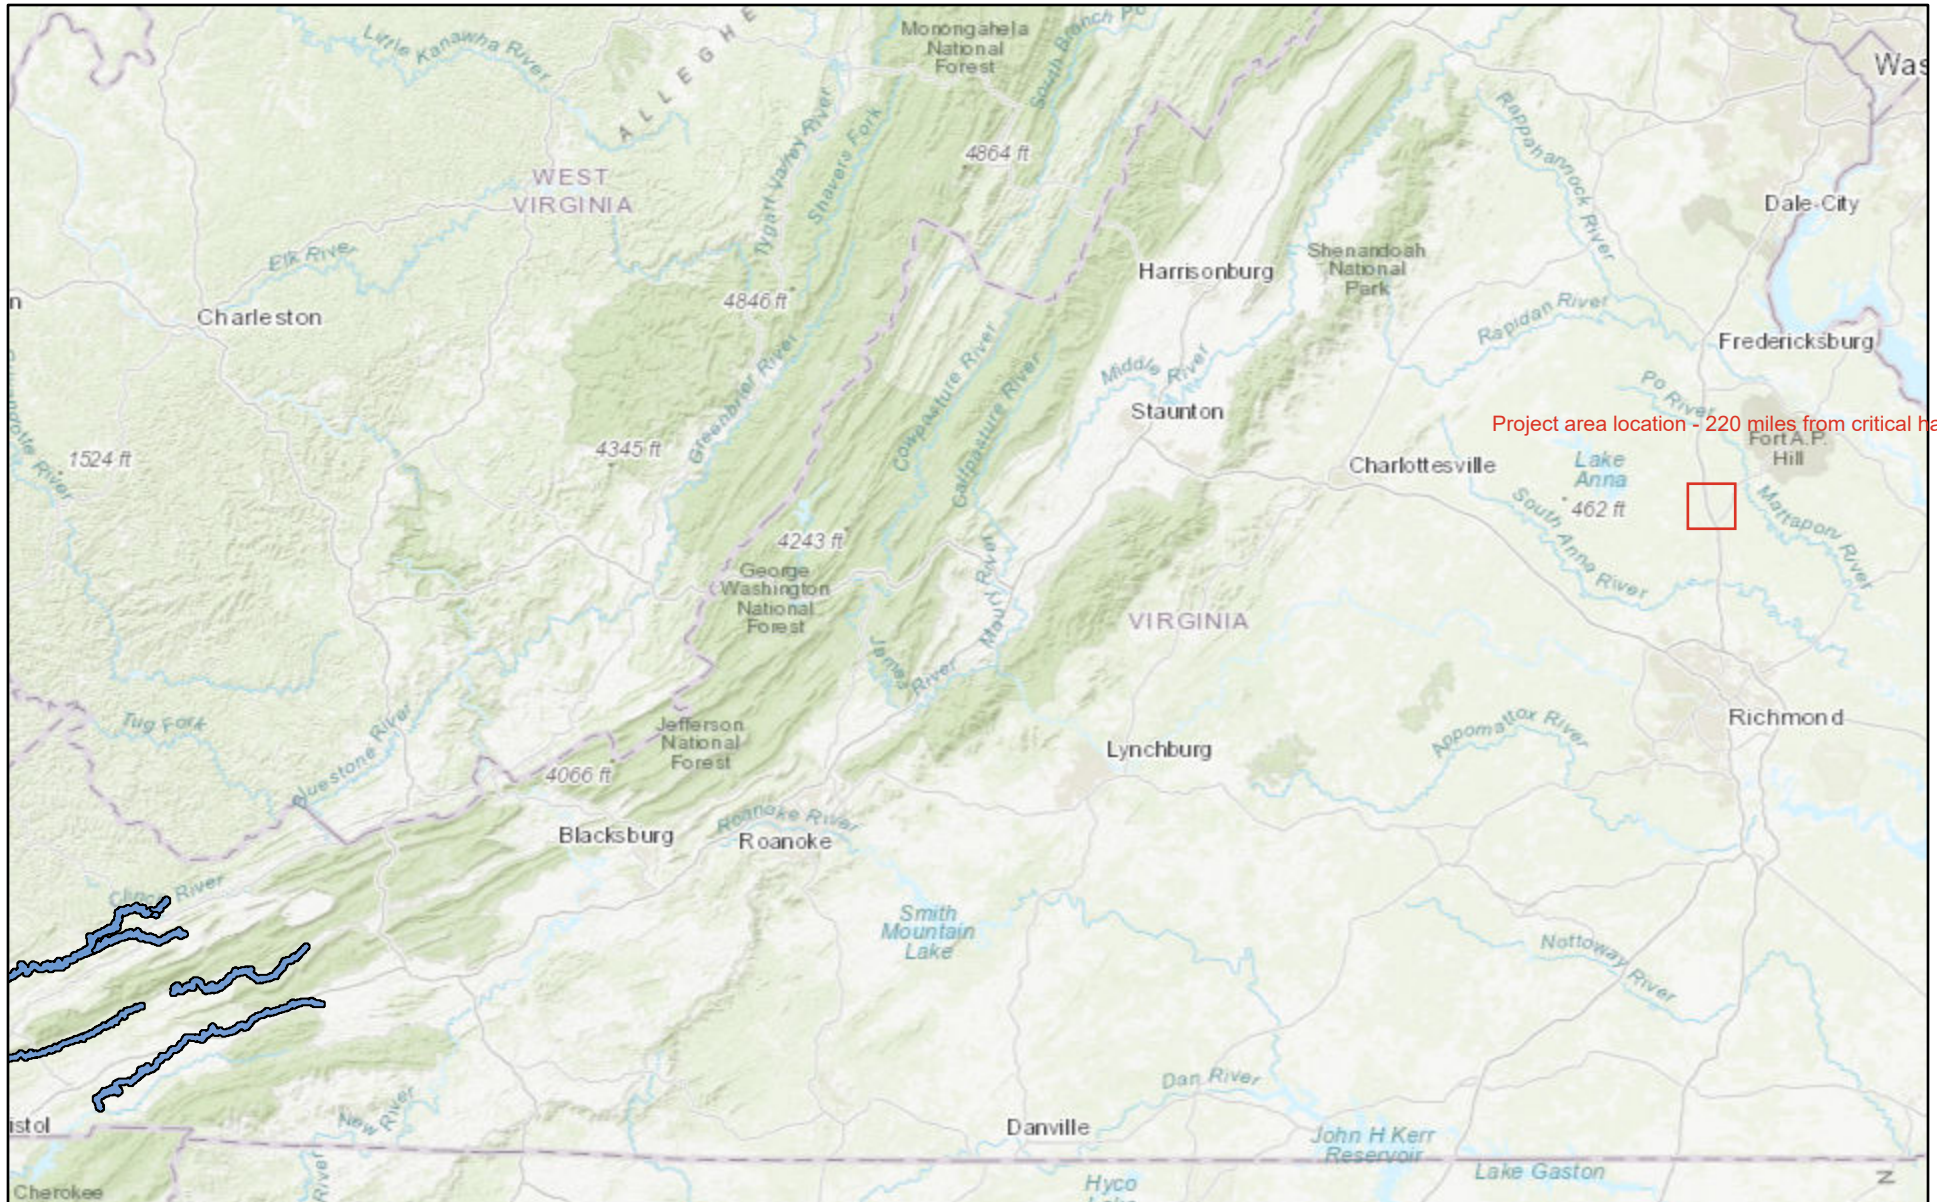 Little Kanawha River
ALLEGHE
Monongahela
National
Forest
South Branch Po
Was
4864 ft
Tygart Valley River
Shavers Fork
Rappahannock River
WEST
VIRGINIA
Dale City
Elk River
Shenandoah
National
Park
Harrisonburg
4846 ft
n
Charleston
Rapidan River
Fredericksburg
Greenbrier River
Cowpasture River
Calfpasture River
Middle River
Staunton
Po River
Project area location - 220 miles from critical ha
Fort A.P.
Hill
1524 ft
4345 ft
Charlottesville
Lake
Anna
462 ft
South Anna River
Mattaponi River
4243 ft
George
Washington
National
Forest
Maury River
VIRGINIA
James River
Tug Fork
Bluestone River
Jefferson
National
Forest
Richmond
Appomattox River
Lynchburg
4066 ft
Blacksburg
Roanoke River
Roanoke
Clinch River
Smith
Mountain
Lake
Nottoway River
Dan River
istol
New River
Danville
John H Kerr
Reservoir
Lake Gaston
River
Cherokee
Hyco
N